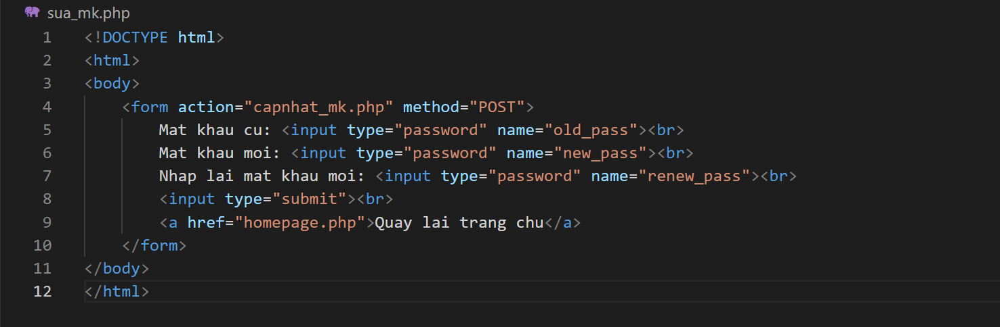 sua_mk.php
1 <!DOCTYPE html>
2 <html>
3 <body>
4     <form action="capnhat_mk.php" method="POST">
5         Mat khau cu: <input type="password" name="old_pass"><br>
6         Mat khau moi: <input type="password" name="new_pass"><br>
7         Nhap lai mat khau moi: <input type="password" name="renew_pass"><br>
8         <input type="submit"><br>
9         <a href="homepage.php">Quay lai trang chu</a>
10     </form>
11 </body>
12 </html>